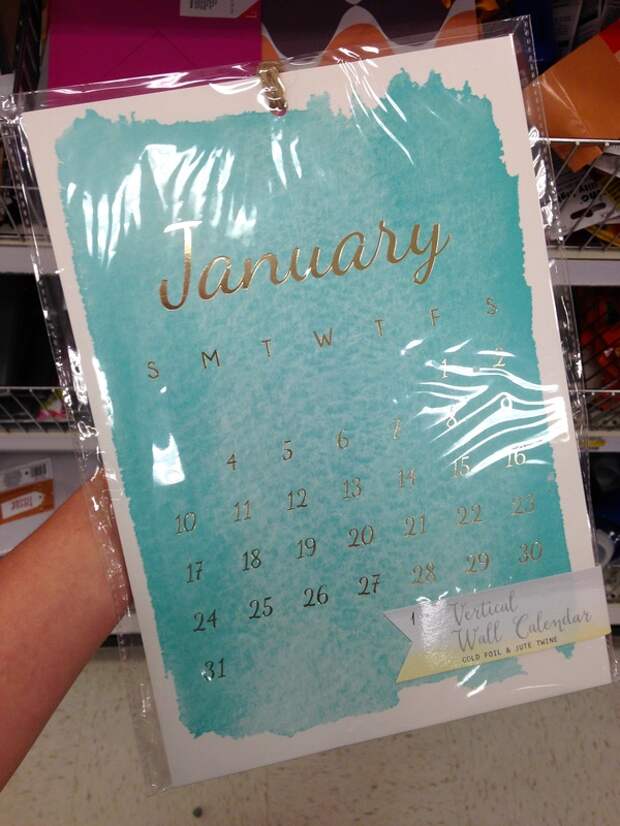 January
S M T W T F S
1 2
4 5 6 7 8 9
10 11 12 13 14 15 16
17 18 19 20 21 22 23
24 25 26 27 28 29 30
31
Vertical
Wall Calendar
GOLD FOIL & JUTE TWINE